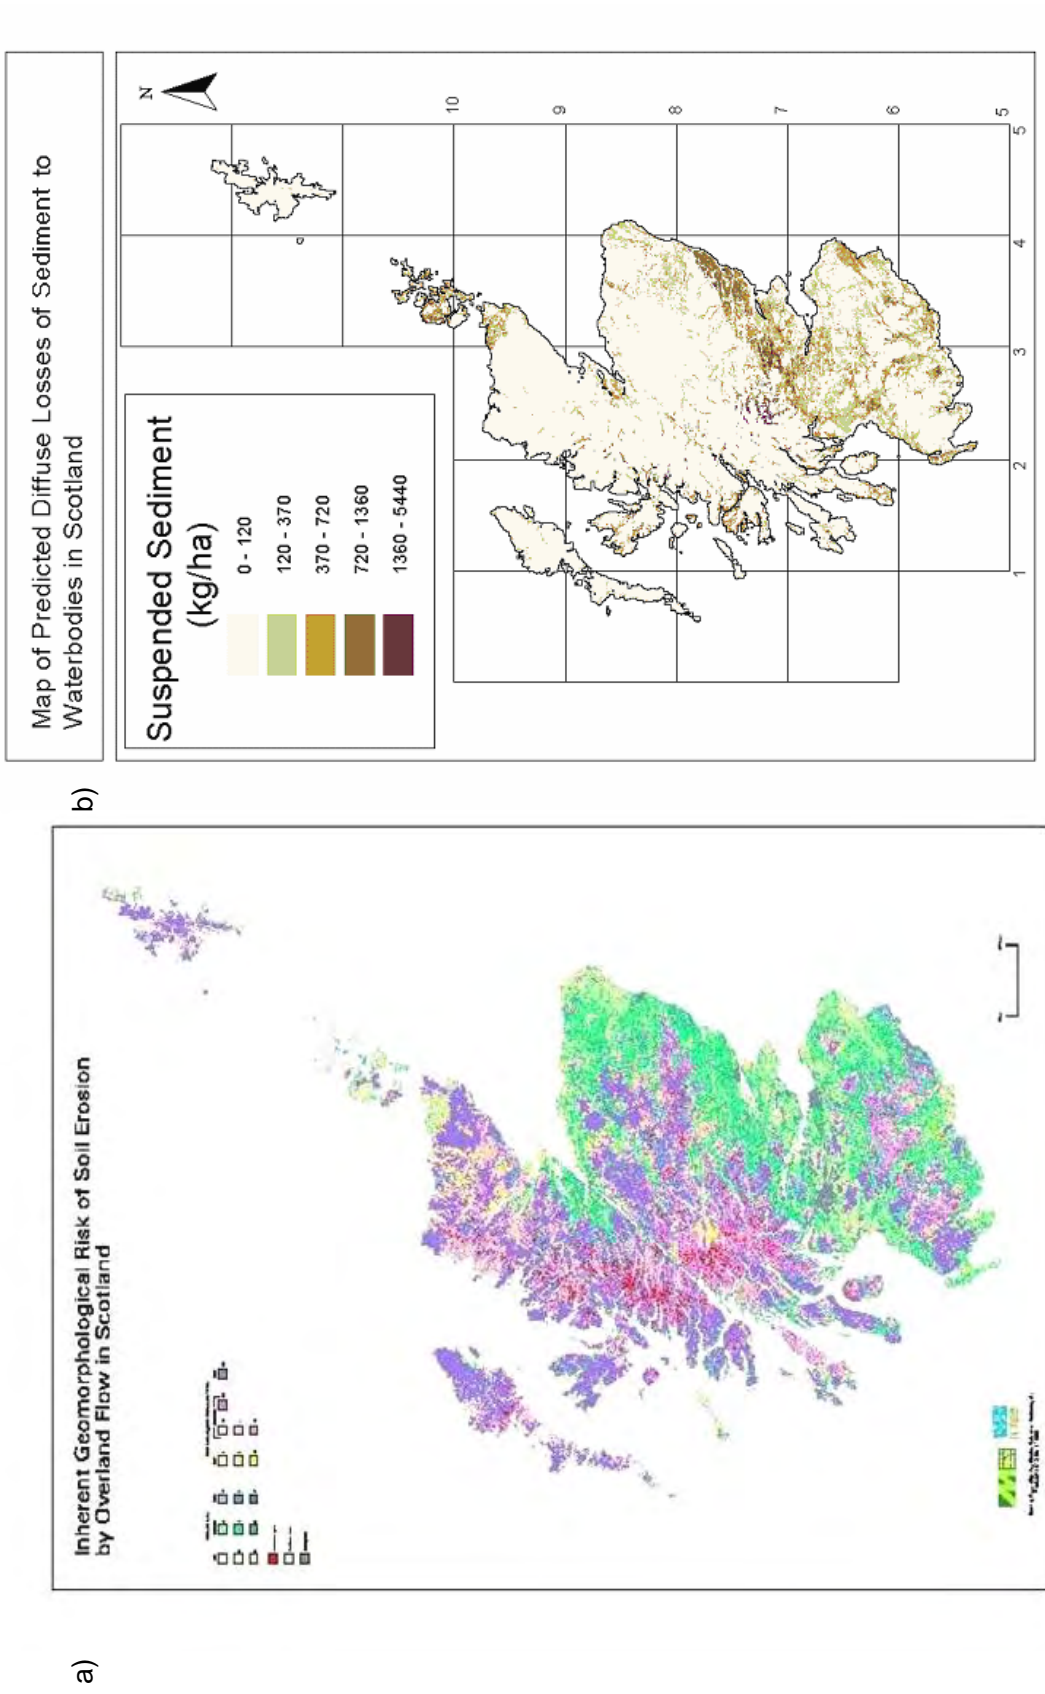 a)
Inherent Geomorphological Risk of Soil Erosion
by Overland Flow in Scotland
b)
Map of Predicted Diffuse Losses of Sediment to
Waterbodies in Scotland
N
Suspended Sediment
(kg/ha)
0 - 120
120 - 370
370 - 720
720 - 1360
1360 - 5440
10
9
8
7
6
5
1
2
3
4
5